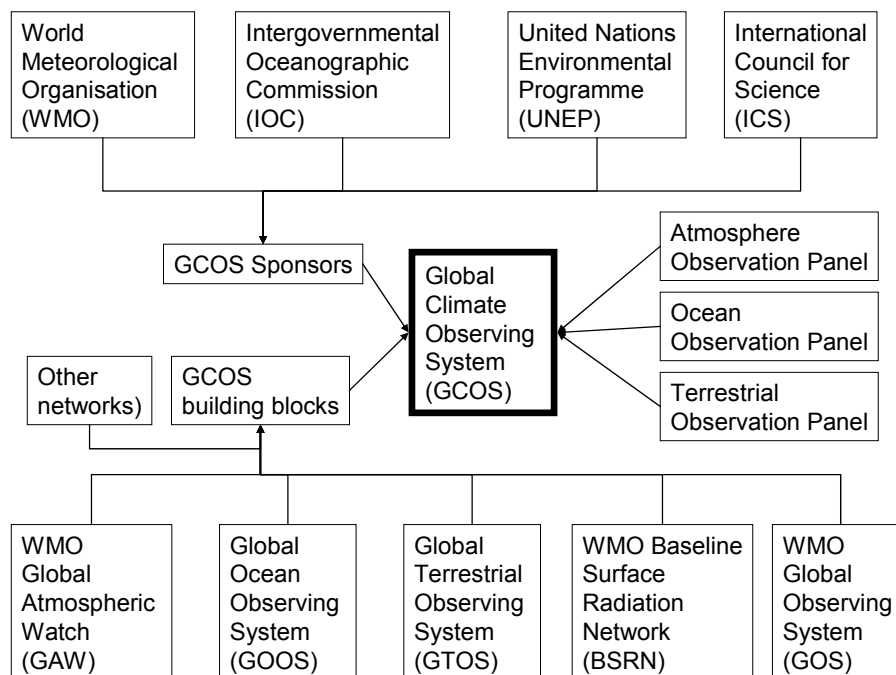 World
Meteorological
Organisation
(WMO)
Intergovernmental
Oceanographic
Commission
(IOC)
United Nations
Environmental
Programme
(UNEP)
International
Council for
Science
(ICS)
GCOS Sponsors
Global
Climate
Observing
System
(GCOS)
Atmosphere
Observation Panel
Ocean
Observation Panel
Terrestrial
Observation Panel
Other
networks)
GCOS
building blocks
WMO
Global
Atmospheric
Watch
(GAW)
Global
Ocean
Observing
System
(GOOS)
Global
Terrestrial
Observing
System
(GTOS)
WMO Baseline
Surface
Radiation
Network
(BSRN)
WMO
Global
Observing
System
(GOS)